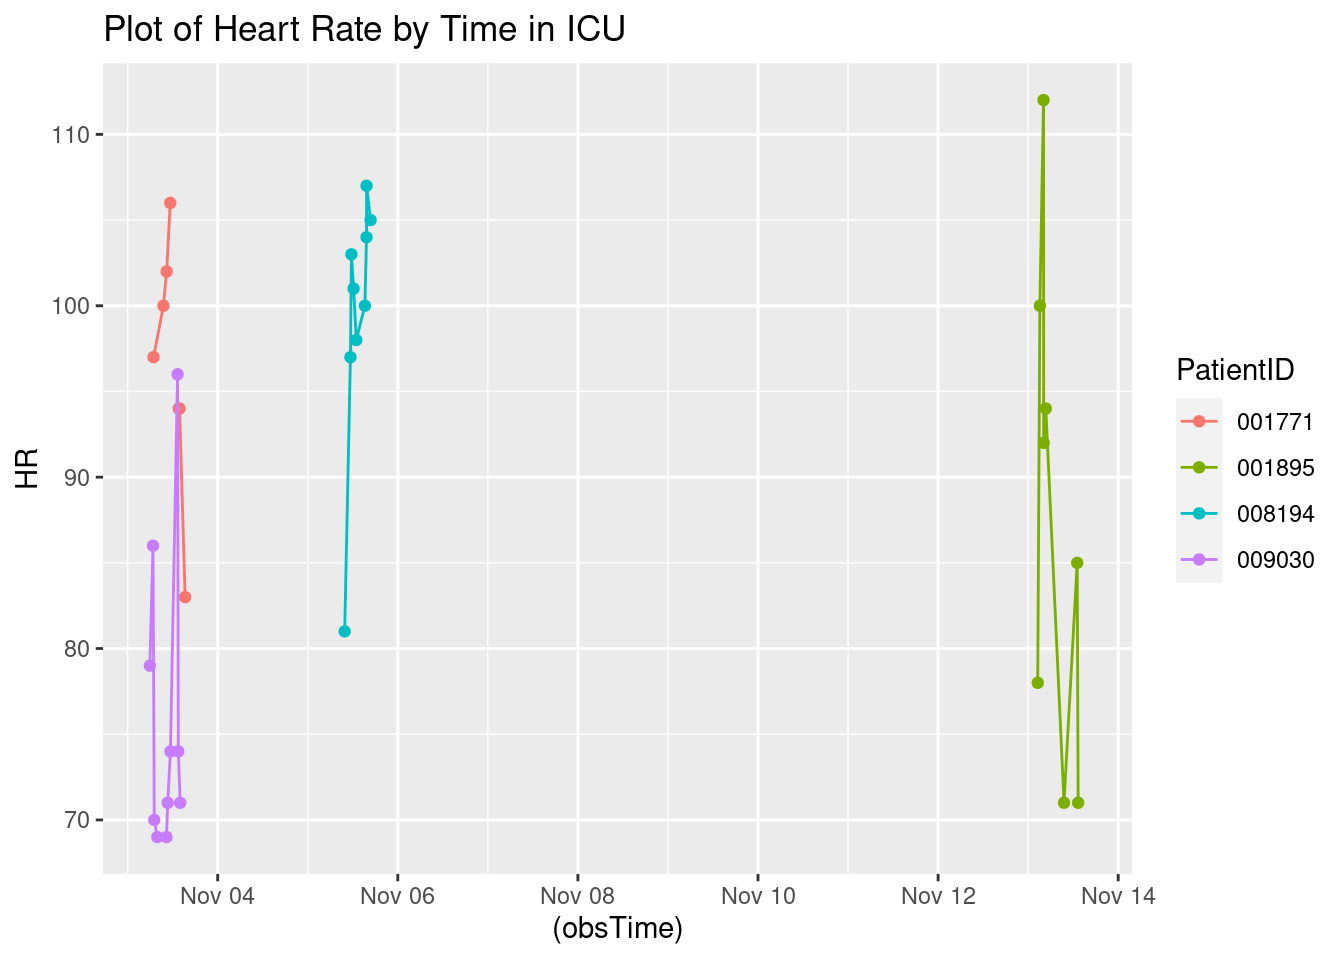 Plot of Heart Rate by Time in ICU
110
100
90
80
70
HR
Nov 04 Nov 06 Nov 08 Nov 10 Nov 12 Nov 14
(obsTime)
PatientID
001771
001895
008194
009030